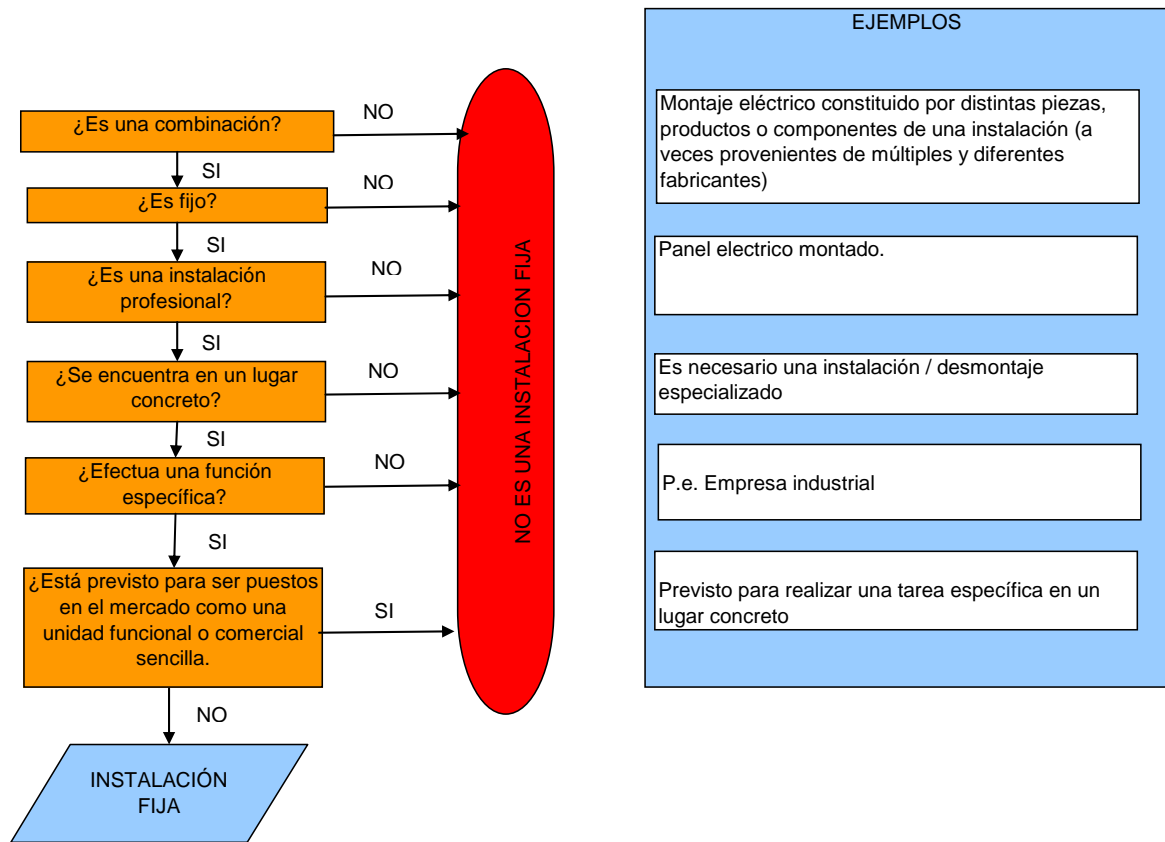 ¿Es una combinación?
NO
SI
¿Es fijo?
NO
SI
¿Es una instalación
profesional?
NO
SI
¿Se encuentra en un lugar
concreto?
NO
SI
¿Efectua una función
específica?
NO
SI
¿Está previsto para ser puestos
en el mercado como una
unidad funcional o comercial
sencilla.
SI
NO
INSTALACIÓN
FIJA
NO ES UNA INSTALACION FIJA
EJEMPLOS
Montaje eléctrico constituido por distintas piezas,
productos o componentes de una instalación (a
veces provenientes de múltiples y diferentes
fabricantes)
Panel electrico montado.
Es necesario una instalación / desmontaje
especializado
P.e. Empresa industrial
Previsto para realizar una tarea específica en un
lugar concreto